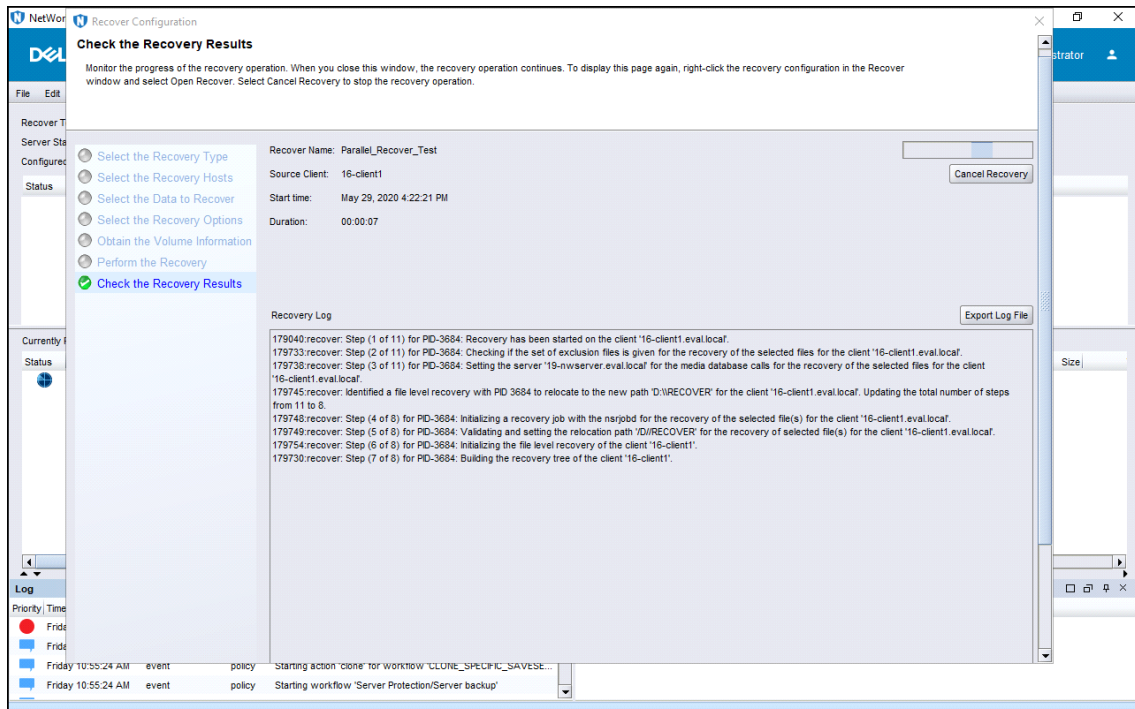 NetWor
Recover Configuration
DELL
strator
Check the Recovery Results
Monitor the progress of the recovery operation. When you close this window, the recovery operation continues. To display this page again, right-click the recovery configuration in the Recover
window and select Open Recover. Select Cancel Recovery to stop the recovery operation.
File Edit
Recover T
Server Sta
Configured
Status
Select the Recovery Type
Select the Recovery Hosts
Select the Data to Recover
Select the Recovery Options
Obtain the Volume Information
Perform the Recovery
Check the Recovery Results
Recover Name: Parallel_Recover_Test
Source Client: 16-client1
Cancel Recovery
Start time: May 29, 2020 4:22:21 PM
Duration: 00:00:07
Recovery Log
Export Log File
179040:recover: Step (1 of 11) for PID-3684: Recovery has been started on the client '16-client1.eval.local'.
179733:recover: Step (2 of 11) for PID-3684: Checking if the set of exclusion files is given for the recovery of the selected files for the client '16-client1.eval.local'.
179738:recover: Step (3 of 11) for PID-3684: Setting the server '19-nwserver.eval.local' for the media database calls for the recovery of the selected files for the client
'16-client1.eval.local'.
179745:recover: Identified a file level recovery with PID 3684 to relocate to the new path 'D:\\RECOVER' for the client '16-client1.eval.local'. Updating the total number of steps
from 11 to 8.
179748:recover: Step (4 of 8) for PID-3684: Initializing a recovery job with the nsrjobd for the recovery of the selected file(s) for the client '16-client1.eval.local'.
179749:recover: Step (5 of 8) for PID-3684: Validating and setting the relocation path '/D//RECOVER' for the recovery of selected file(s) for the client '16-client1.eval.local'.
179754:recover: Step (6 of 8) for PID-3684: Initializing the file level recovery of the client '16-client1'.
179730:recover: Step (7 of 8) for PID-3684: Building the recovery tree of the client '16-client1'.
Currently R
Status
Size
Log
Priority Time
Frida
Frida
Friday 10:55:24 AM event policy Starting action 'clone' for workflow 'CLONE_SPECIFIC_SAVESE...
Friday 10:55:24 AM event policy Starting workflow 'Server Protection/Server backup'